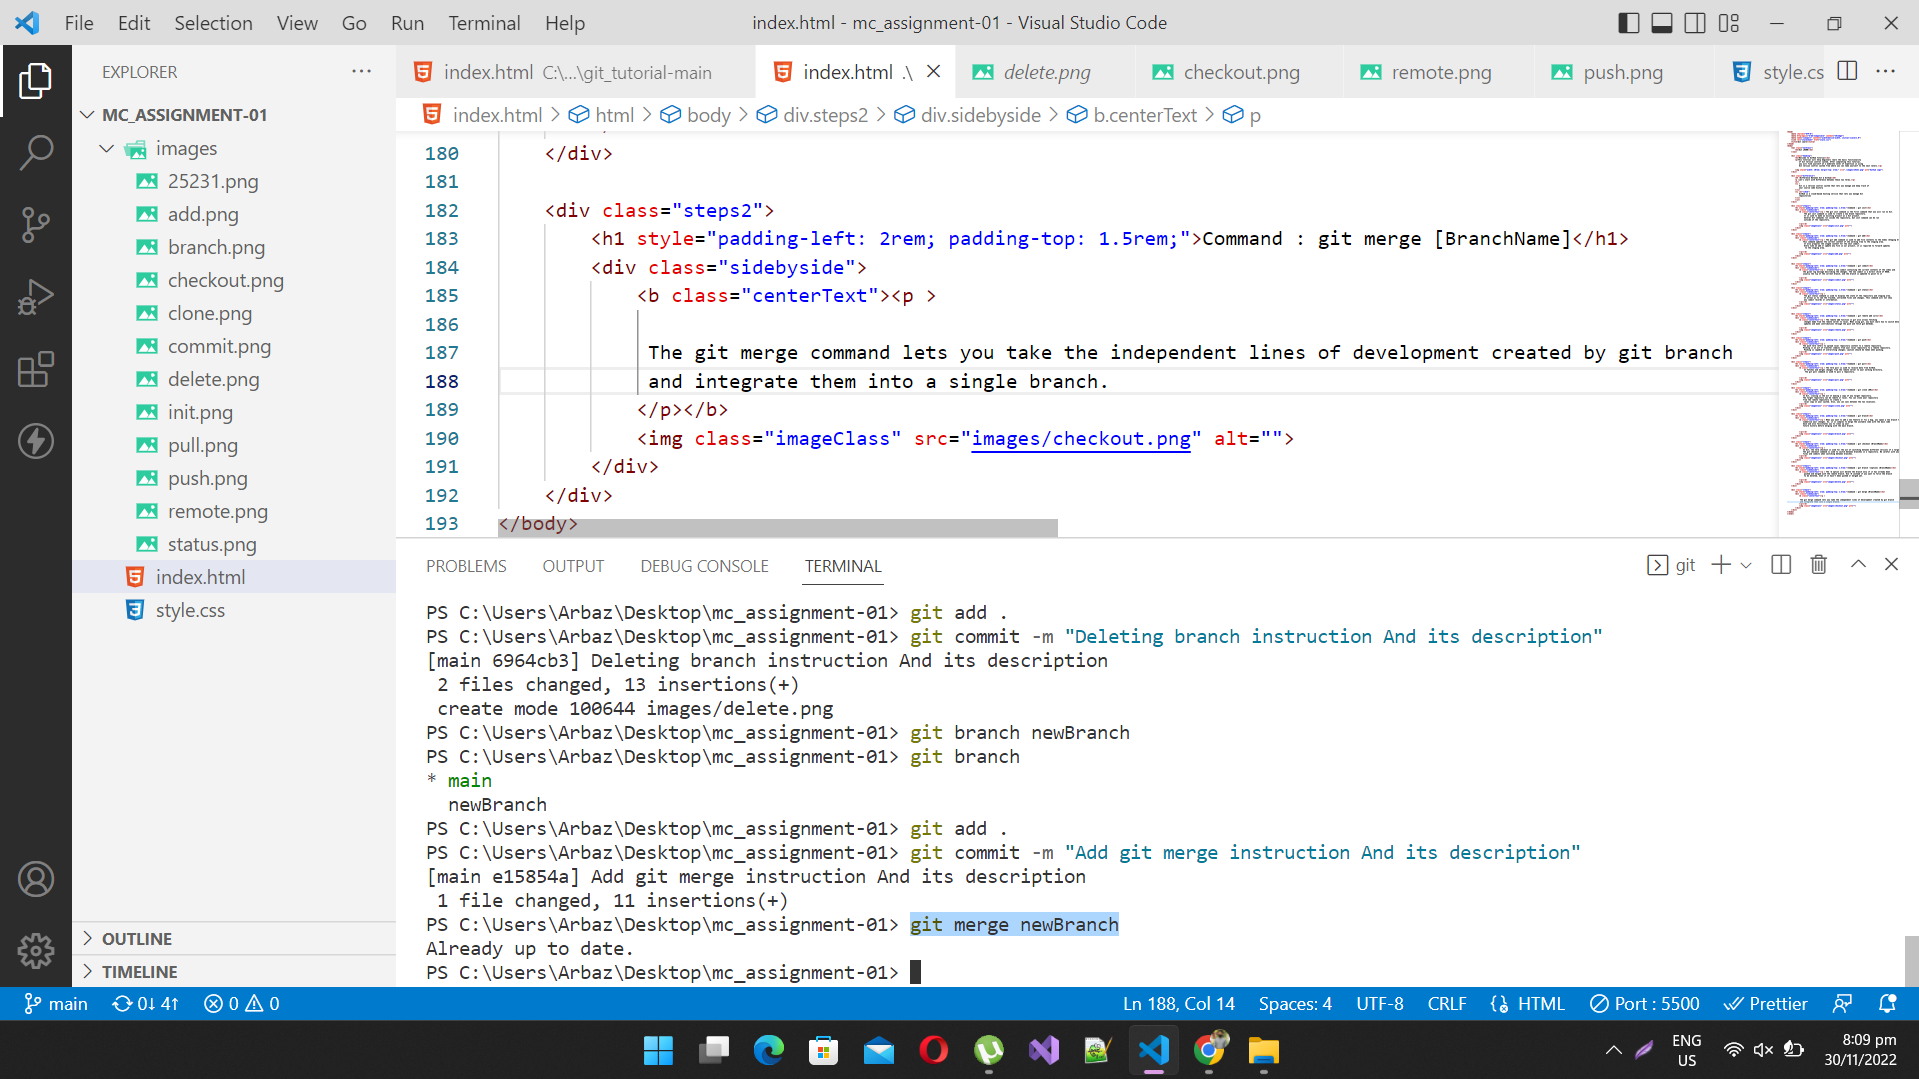 File Edit Selection View Go Run Terminal Help
index.html - mc_assignment-01 - Visual Studio Code
EXPLORER
index.html C:\...\git_tutorial-main
index.html .\
delete.png
checkout.png
remote.png
push.png
style.cs
MC_ASSIGNMENT-01
images
25231.png
add.png
branch.png
checkout.png
clone.png
commit.png
delete.png
init.png
pull.png
push.png
remote.png
status.png
index.html
style.css
OUTLINE
TIMELINE
index.html > html > body > div.steps2 > div.sidebyside > b.centerText > p
180 </div>
181
182 <div class="steps2">
183 <h1 style="padding-left: 2rem; padding-top: 1.5rem;">Command : git merge [BranchName]</h1>
184 <div class="sidebyside">
185 <b class="centerText"><p >
186
187 The git merge command lets you take the independent lines of development created by git branch
188 and integrate them into a single branch.
189 </p></b>
190 <img class="imageClass" src="images/checkout.png" alt="">
191 </div>
192 </div>
193 </body>
PROBLEMS OUTPUT DEBUG CONSOLE TERMINAL
git
PS C:\Users\Arbaz\Desktop\mc_assignment-01> git add .
PS C:\Users\Arbaz\Desktop\mc_assignment-01> git commit -m "Deleting branch instruction And its description"
[main 6964cb3] Deleting branch instruction And its description
2 files changed, 13 insertions(+)
create mode 100644 images/delete.png
PS C:\Users\Arbaz\Desktop\mc_assignment-01> git branch newBranch
PS C:\Users\Arbaz\Desktop\mc_assignment-01> git branch
* main
newBranch
PS C:\Users\Arbaz\Desktop\mc_assignment-01> git add .
PS C:\Users\Arbaz\Desktop\mc_assignment-01> git commit -m "Add git merge instruction And its description"
[main e15854a] Add git merge instruction And its description
1 file changed, 11 insertions(+)
PS C:\Users\Arbaz\Desktop\mc_assignment-01> git merge newBranch
Already up to date.
PS C:\Users\Arbaz\Desktop\mc_assignment-01>
main 0↓ 4↑ 0 0
Ln 188, Col 14 Spaces: 4 UTF-8 CRLF HTML Port : 5500 Prettier
ENG
US
8:09 pm
30/11/2022